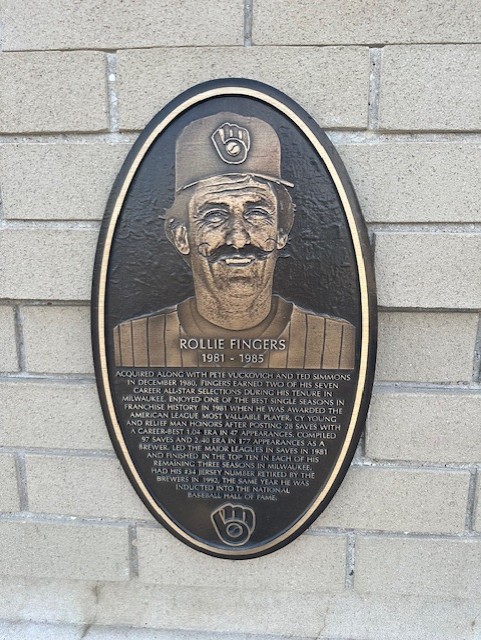 ROLLIE FINGERS
1981 - 1985
ACQUIRED ALONG WITH PETE VUCKOVICH AND TED SIMMONS
IN DECEMBER 1980, FINGERS EARNED TWO OF HIS SEVEN
CAREER ALL-STAR SELECTIONS DURING HIS TENURE IN
MILWAUKEE. ENJOYED ONE OF THE BEST SINGLE SEASONS IN
FRANCHISE HISTORY IN 1981 WHEN HE WAS AWARDED THE
AMERICAN LEAGUE MOST VALUABLE PLAYER, CY YOUNG
AND RELIEF MAN HONORS AFTER POSTING 28 SAVES WITH
A CAREER-BEST 1.04 ERA IN 47 APPEARANCES. COMPILED
97 SAVES AND 2.40 ERA IN 177 APPEARANCES AS A
BREWER. LED THE MAJOR LEAGUES IN SAVES IN 1981
AND FINISHED IN THE TOP TEN IN EACH OF HIS
REMAINING THREE SEASONS IN MILWAUKEE.
HAD HIS #34 JERSEY NUMBER RETIRED BY THE
BREWERS IN 1992, THE SAME YEAR HE WAS
INDUCTED INTO THE NATIONAL
BASEBALL HALL OF FAME.